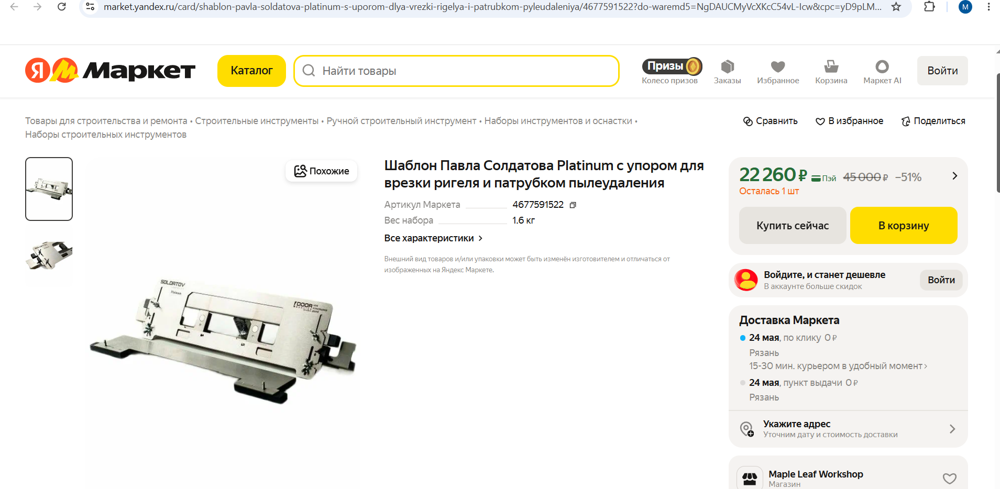 market.yandex.ru/card/shablon-pavla-soldatova-platinum-s-uporom-dlya-vrezki-rigelya-i-patrubkom-pyleudaleniya/4677591522?do-waremd5=NgDAUCMyVcXKcC54vL-Icw&cpc=yD9pLM...
M
Я М Маркет
Каталог
Найти товары
Призы
Колесо призов
Заказы
Избранное
Корзина
Маркет AI
Войти
Товары для строительства и ремонта • Строительные инструменты • Ручной строительный инструмент • Наборы инструментов и оснастки •
Наборы строительных инструментов
Сравнить
В избранное
Поделиться
Похожие
SOLDATOV
Platinum
DOOR
Шаблон Павла Солдатова Platinum с упором для
врезки ригеля и патрубком пылеудаления
Артикул Маркета 4677591522
Вес набора 1.6 кг
Все характеристики
Внешний вид товаров и/или упаковки может быть изменён изготовителем и отличаться от
изображенных на Яндекс Маркете.
22 260 ₽ Пэй 45 000 ₽ −51%
Осталась 1 шт
Купить сейчас
В корзину
Войдите, и станет дешевле
В аккаунте больше скидок
Войти
Доставка Маркета
24 мая, по клику 0 ₽
Рязань
15-30 мин. курьером в удобный момент
24 мая, пункт выдачи 0 ₽
Рязань
Укажите адрес
Уточним дату и стоимость доставки
Maple Leaf Workshop
Магазин